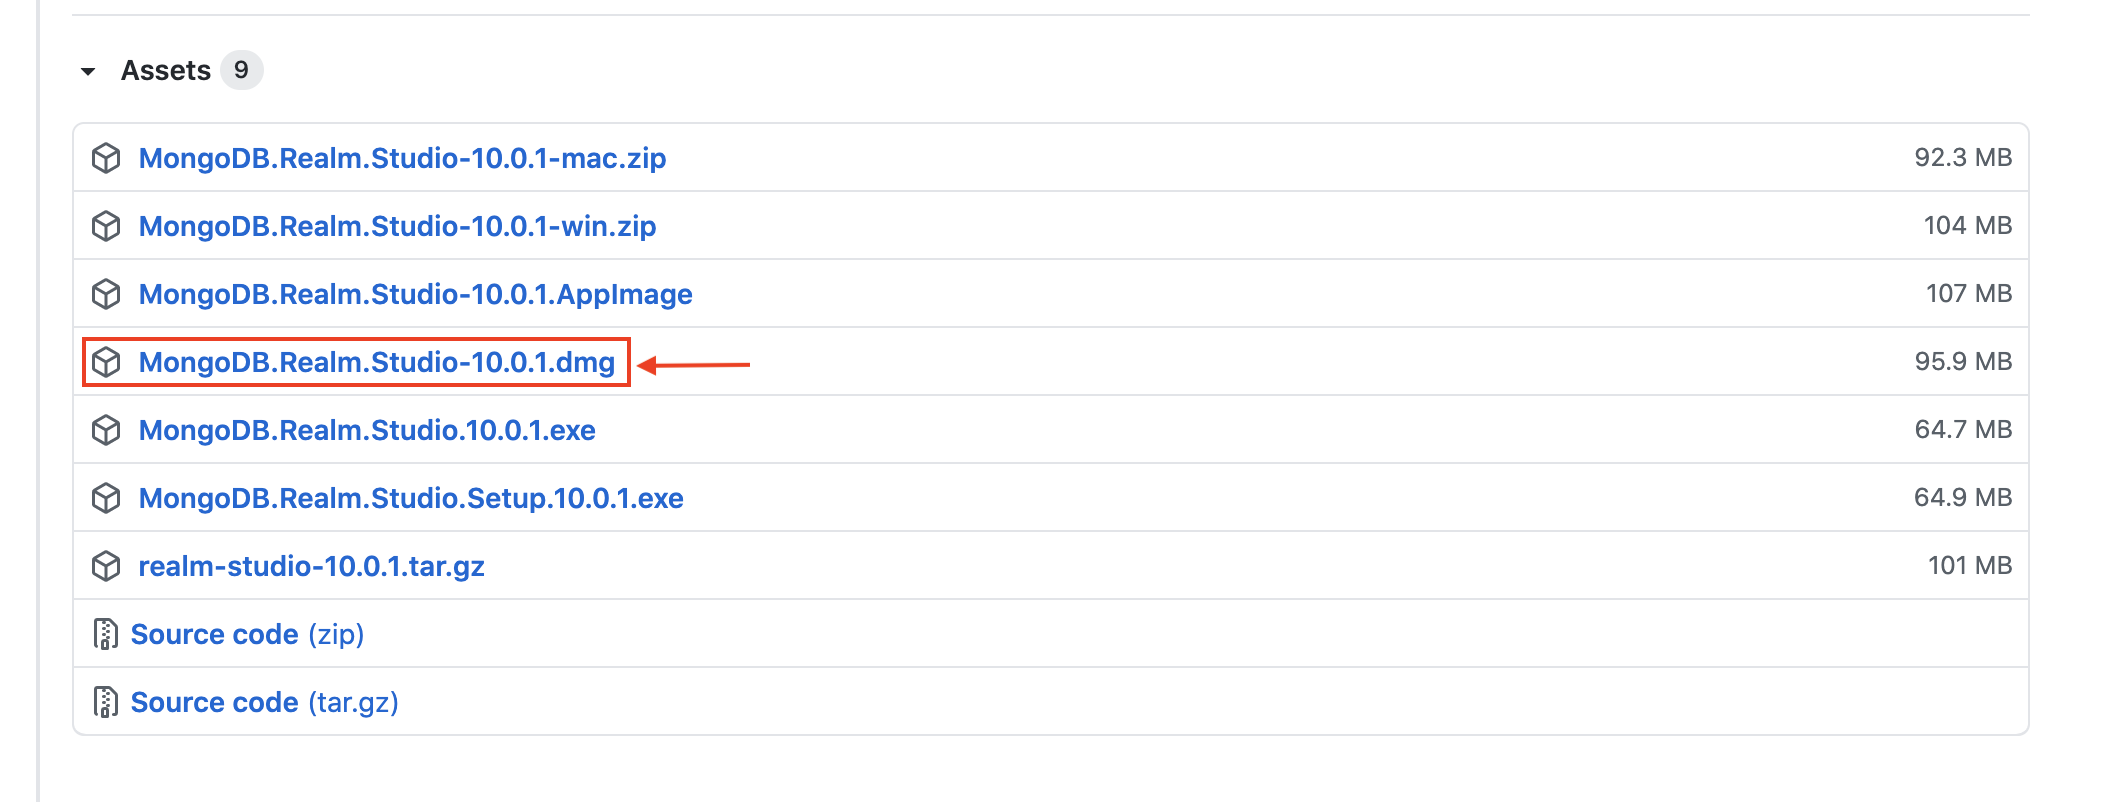 Assets 9
MongoDB.Realm.Studio-10.0.1-mac.zip 92.3 MB
MongoDB.Realm.Studio-10.0.1-win.zip 104 MB
MongoDB.Realm.Studio-10.0.1.AppImage 107 MB
MongoDB.Realm.Studio-10.0.1.dmg 95.9 MB
MongoDB.Realm.Studio.10.0.1.exe 64.7 MB
MongoDB.Realm.Studio.Setup.10.0.1.exe 64.9 MB
realm-studio-10.0.1.tar.gz 101 MB
Source code (zip)
Source code (tar.gz)